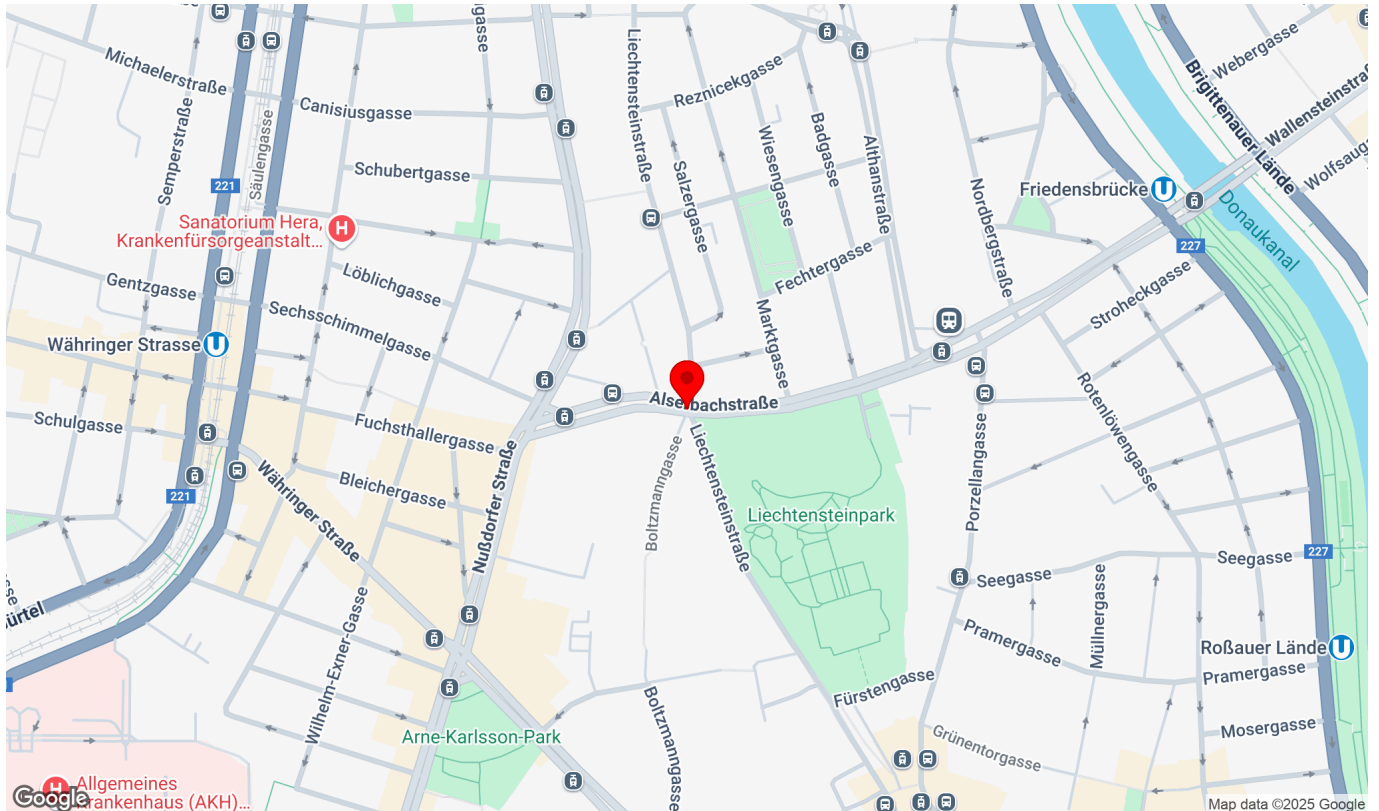 Michaelerstraße
Canisiusgasse
Semperstraße
Säulengasse
221
Schubertgasse
Sanatorium Hera,
Krankenfürsorgeanstalt...
H
Löblichgasse
Gentzgasse
Sechsschimmelgasse
Währinger Strasse
U
Schulgasse
Fuchsthallergasse
Bleichergasse
221
Währinger Straße
Nußdorfer Straße
Wilhelm-Exner-Gasse
Arne-Karlsson-Park
Allgemeines
Krankenhaus (AKH)...
Google
Liechtensteinstraße
Reznicekgasse
Salzergasse
Wiesengasse
Badgasse
Althanstraße
Nordbergstraße
Fechtergasse
Marktgasse
Alserbachstraße
Boltzmanngasse
Liechtensteinstraße
Liechtensteinpark
Boltzmanngasse
Fürstengasse
Grünentorgasse
Porzellangasse
Seegasse
Pramergasse
Müllnergasse
Rotenlöwengasse
Stroheckgasse
Friedensbrücke
U
227
Donaukanal
Brigittenauer Lände
Webergasse
Wallensteinstraß
Wolfsaug
Seegasse
227
Roßauer Lände
U
Pramergasse
Mosergasse
Map data ©2025 Google